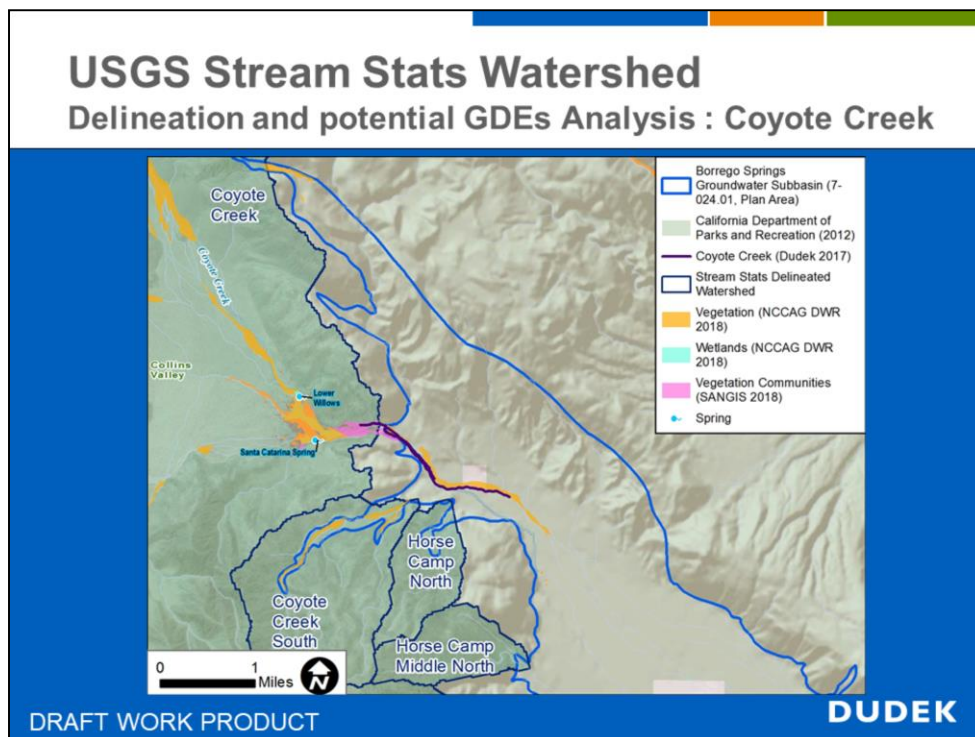 USGS Stream Stats Watershed
Delineation and potential GDEs Analysis : Coyote Creek
Coyote
Creek
Coyote Creek
Collins
Valley
Lower
Willows
Santa Catarina Spring
Horse
Camp
North
Coyote
Creek
South
Horse Camp
Middle North
0 1
Miles
N
Borrego Springs
Groundwater Subbasin (7-
024.01, Plan Area)
California Department of
Parks and Recreation (2012)
Coyote Creek (Dudek 2017)
Stream Stats Delineated
Watershed
Vegetation (NCCAG DWR
2018)
Wetlands (NCCAG DWR
2018)
Vegetation Communities
(SANGIS 2018)
Spring
DRAFT WORK PRODUCT
DUDEK